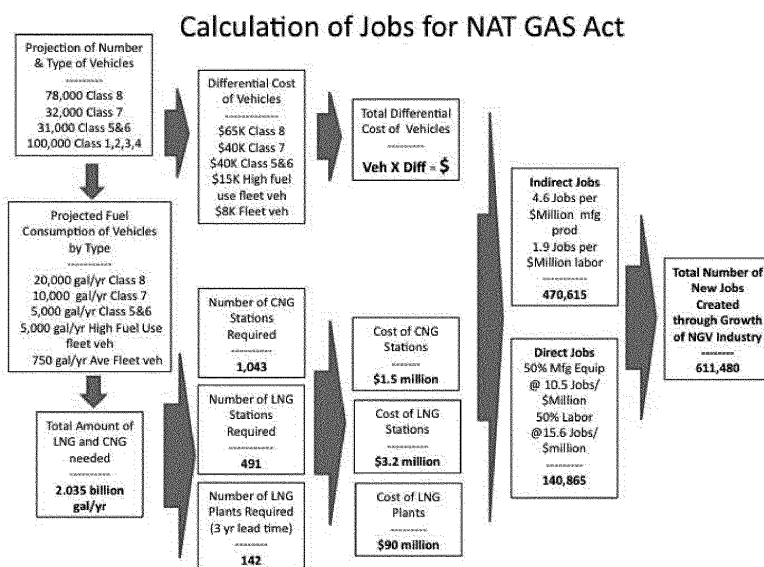 Calculation of Jobs for NAT GAS Act
Projection of Number
& Type of Vehicles
----------
78,000 Class 8
32,000 Class 7
31,000 Class 5&6
100,000 Class 1,2,3,4
Differential Cost
of Vehicles
----------
$65K Class 8
$40K Class 7
$40K Class 5&6
$15K High fuel
use fleet veh
$8K Fleet veh
Total Differential
Cost of Vehicles
----------
Veh X Diff = $
Projected Fuel
Consumption of Vehicles
by Type
----------
20,000 gal/yr Class 8
10,000 gal/yr Class 7
5,000 gal/yr Class 5&6
5,000 gal/yr High Fuel Use
fleet veh
750 gal/yr Ave Fleet veh
Total Amount of
LNG and CNG
needed
----------
2.035 billion
gal/yr
Number of CNG
Stations
Required
----------
1,043
Number of LNG
Stations
Required
----------
491
Number of LNG
Plants Required
(3 yr lead time)
----------
142
Cost of CNG
Stations
----------
$1.5 million
Cost of LNG
Stations
----------
$3.2 million
Cost of LNG
Plants
----------
$90 million
Indirect Jobs
4.6 Jobs per
$Million mfg
prod
1.9 Jobs per
$Million labor
----------
470,615
Direct Jobs
50% Mfg Equip
@ 10.5 Jobs/
$Million
50% Labor
@15.6 Jobs/
$million
----------
140,865
Total Number of
New Jobs
Created
through Growth
of NGV Industry
----------
611,480